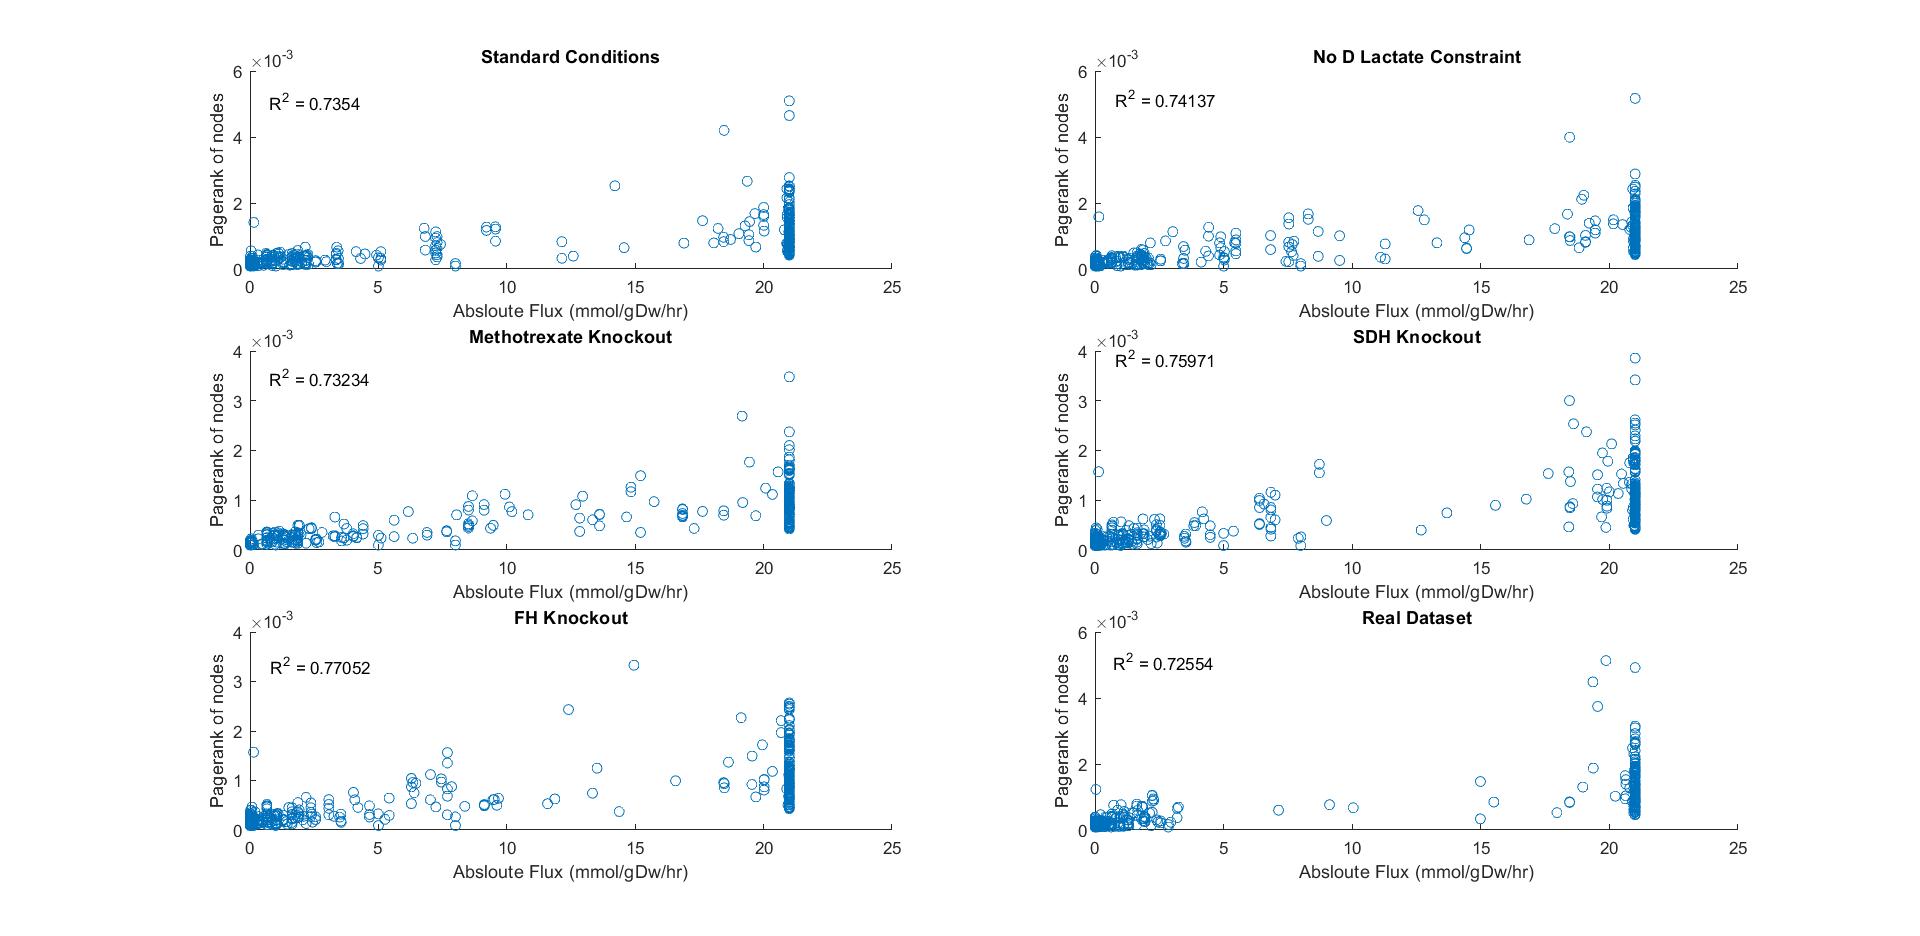 Standard Conditions
×10-3
R2 = 0.7354
Pagerank of nodes
6
4
2
0
0 5 10 15 20 25
Absloute Flux (mmol/gDw/hr)
No D Lactate Constraint
×10-3
R2 = 0.74137
Pagerank of nodes
6
4
2
0
0 5 10 15 20 25
Absloute Flux (mmol/gDw/hr)
Methotrexate Knockout
×10-3
R2 = 0.73234
Pagerank of nodes
4
3
2
1
0
0 5 10 15 20 25
Absloute Flux (mmol/gDw/hr)
SDH Knockout
×10-3
R2 = 0.75971
Pagerank of nodes
4
3
2
1
0
0 5 10 15 20 25
Absloute Flux (mmol/gDw/hr)
FH Knockout
×10-3
R2 = 0.77052
Pagerank of nodes
4
3
2
1
0
0 5 10 15 20 25
Absloute Flux (mmol/gDw/hr)
Real Dataset
×10-3
R2 = 0.72554
Pagerank of nodes
6
4
2
0
0 5 10 15 20 25
Absloute Flux (mmol/gDw/hr)